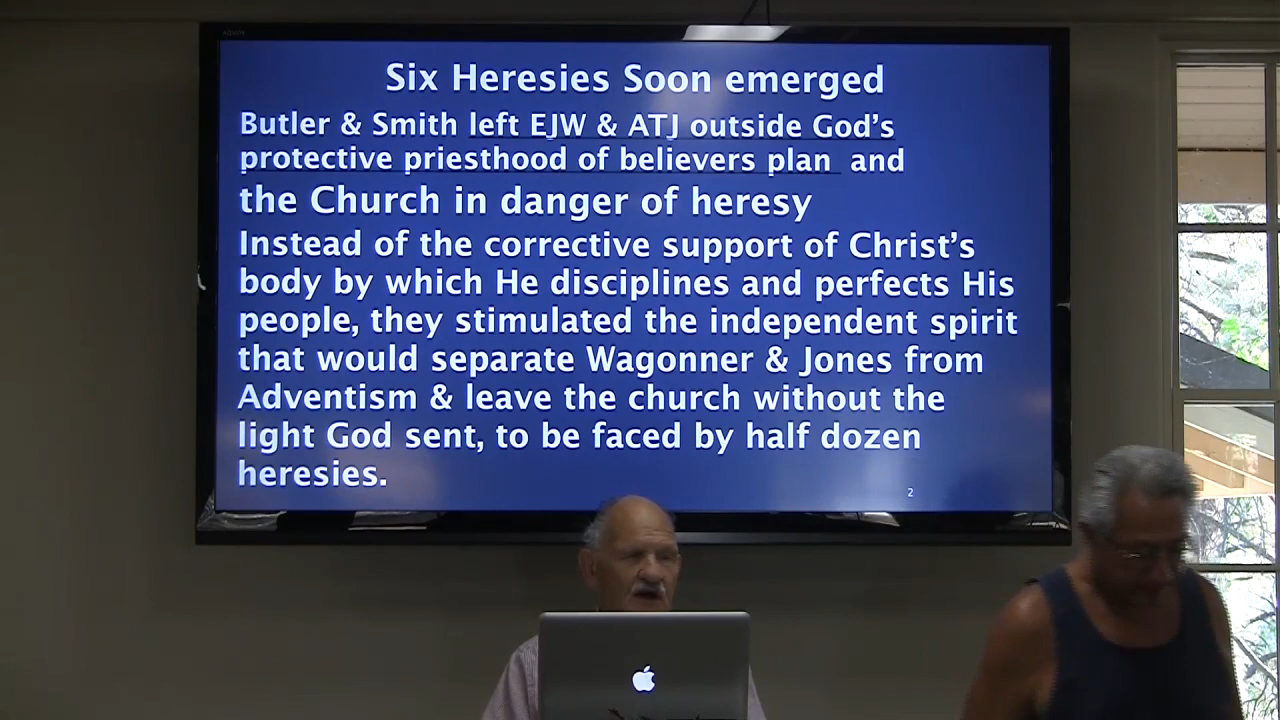 Six Heresies Soon emerged
Butler & Smith left EJW & ATJ outside God's
protective priesthood of believers plan and
the Church in danger of heresy
Instead of the corrective support of Christ's
body by which He disciplines and perfects His
people, they stimulated the independent spirit
that would separate Wagonner & Jones from
Adventism & leave the church without the
light God sent, to be faced by half dozen
heresies.
2